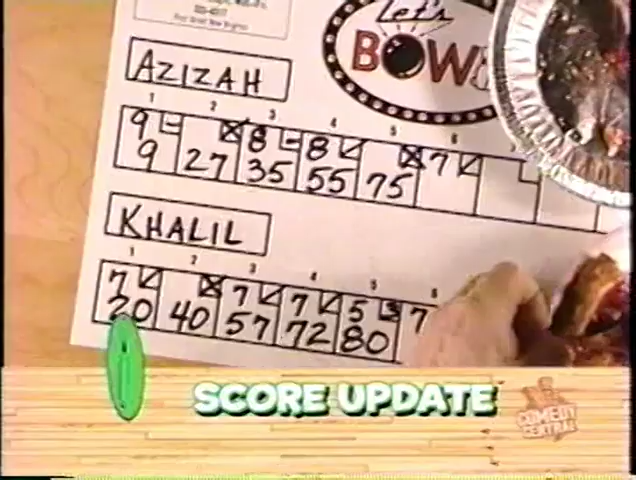 Let's
BOWL
AZIZAH
1 2 3 4 5 6
9 - X 8 - 8 / X 7 /
9 27 35 55 75
KHALIL
1 2 3 4 5 6
7 / X 7 / 7 / 5 3 7
20 40 57 72 80
SCORE UPDATE
COMEDY
CENTRAL